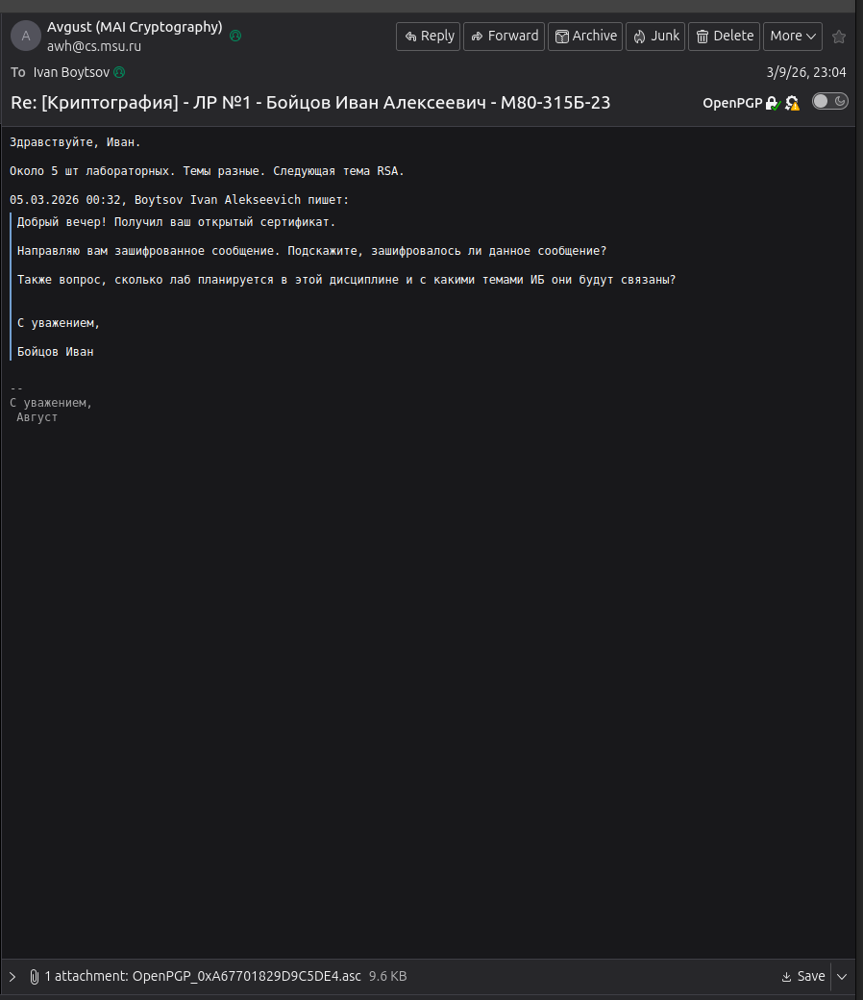 A
Avgust (MAI Cryptography)
awh@cs.msu.ru
Reply
Forward
Archive
Junk
Delete
More
To Ivan Boytsov
3/9/26, 23:04
Re: [Криптография] - ЛР №1 - Бойцов Иван Алексеевич - М80-315Б-23
OpenPGP
Здравствуйте, Иван.
Около 5 шт лабораторных. Темы разные. Следующая тема RSA.
05.03.2026 00:32, Boytsov Ivan Alekseevich пишет:
Добрый вечер! Получил ваш открытый сертификат.
Направляю вам зашифрованное сообщение. Подскажите, зашифровалось ли данное сообщение?
Также вопрос, сколько лаб планируется в этой дисциплине и с какими темами ИБ они будут связаны?
С уважением,
Бойцов Иван
--
С уважением,
Август
1 attachment: OpenPGP_0xA67701829D9C5DE4.asc 9.6 KB
Save